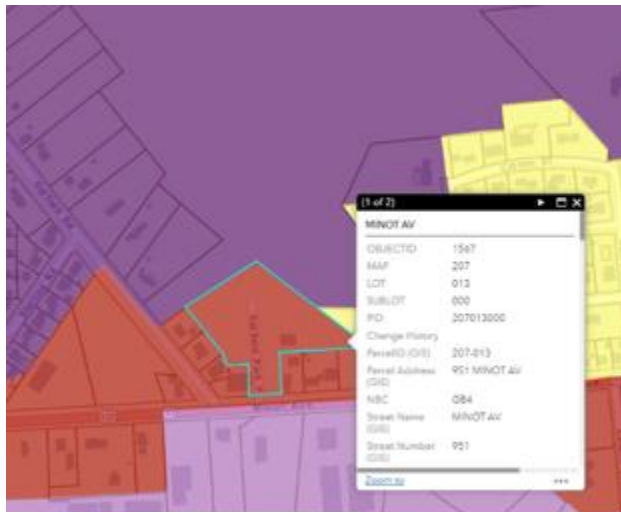 (1 of 2)
MINOT AV
OBJECTID 1567
MAP 207
LOT 013
SUBLOT 000
PID 207013000
Change History
ParcelID (GIS) 207-013
Parcel Address (GIS) 951 MINOT AV
NBC GB4
Street Name (GIS) MINOT AV
Street Number (GIS) 951
Zoom to